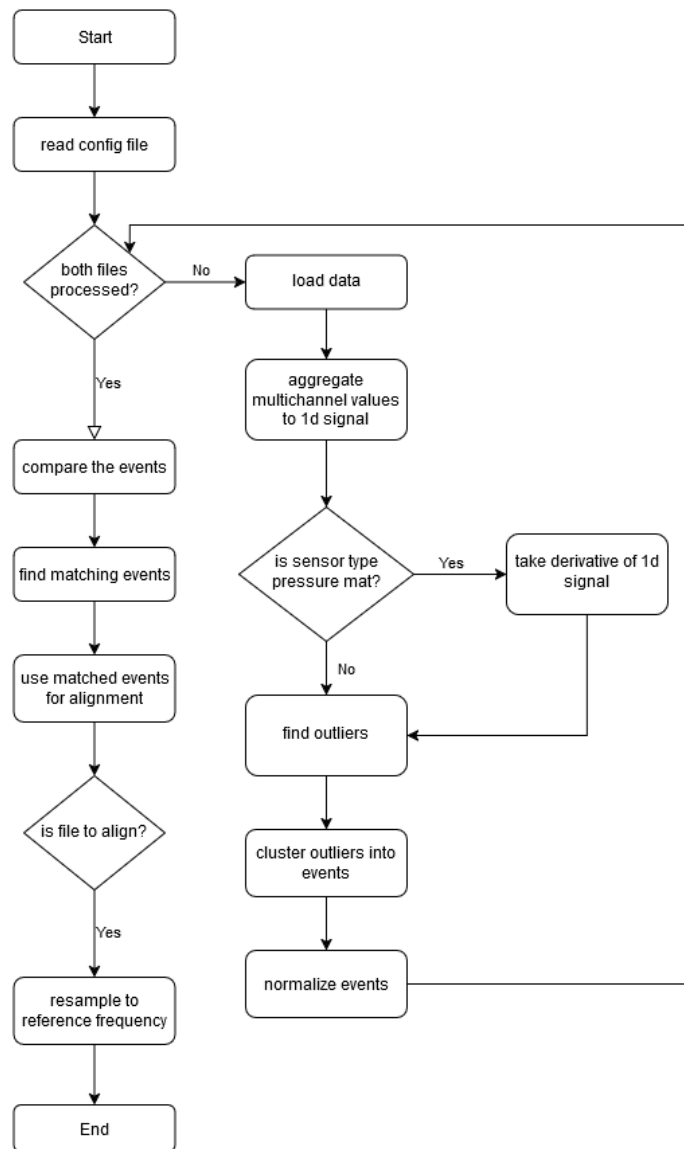 Start
read config file
both files
processed?
No
load data
Yes
aggregate
multichannel values
to 1d signal
compare the events
is sensor type
pressure mat?
Yes
take derivative of 1d
signal
find matching events
No
use matched events
for alignment
find outliers
is file to align?
cluster outliers into
events
Yes
normalize events
resample to
reference frequency
End